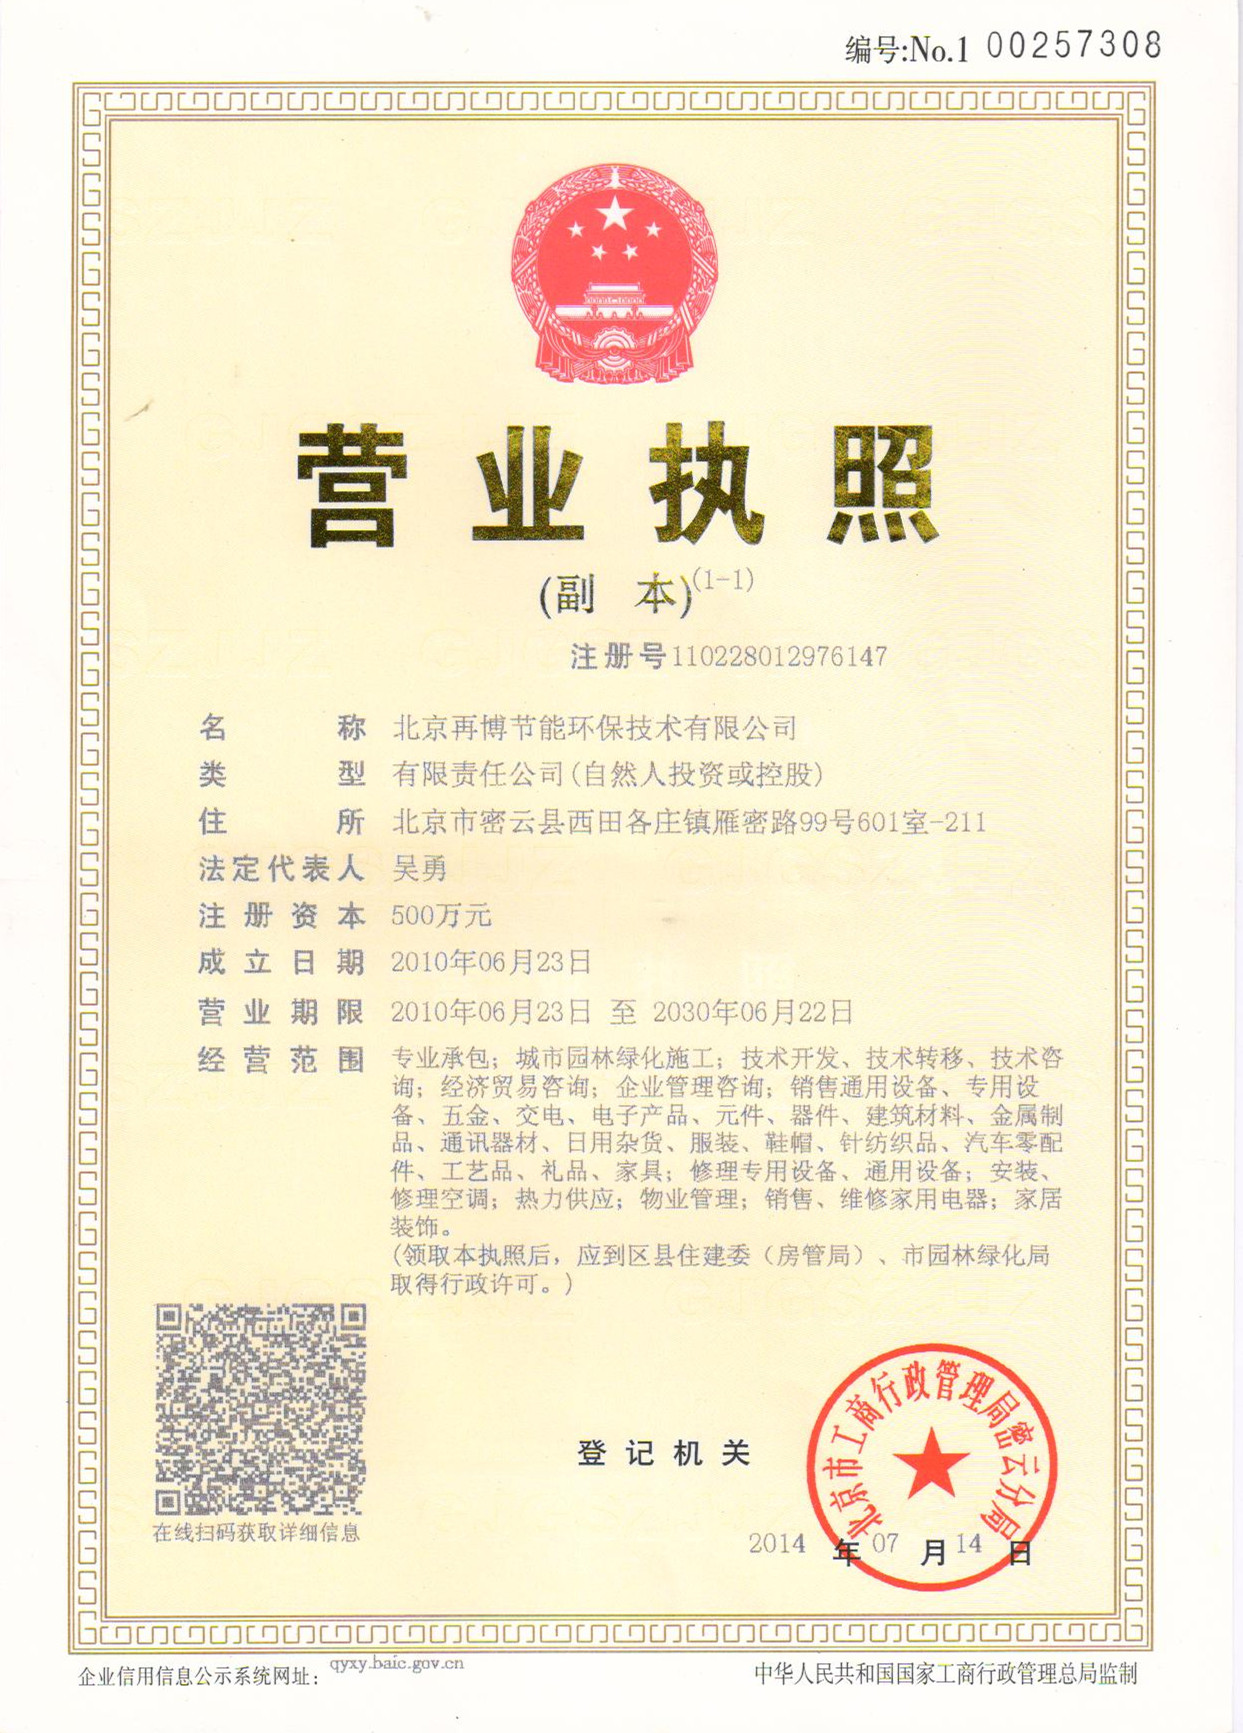 编号:No.1 00257308
营业执照
(副 本)(1-1)
注册号110228012976147
名称 北京再博节能环保技术有限公司
类型 有限责任公司(自然人投资或控股)
住所 北京市密云县西田各庄镇雁密路99号601室-211
法定代表人 吴勇
注册资本 500万元
成立日期 2010年06月23日
营业期限 2010年06月23日 至 2030年06月22日
经营范围 专业承包；城市园林绿化施工；技术开发、技术转移、技术咨
询；经济贸易咨询；企业管理咨询；销售通用设备、专用设
备、五金、交电、电子产品、元件、器件、建筑材料、金属制
品、通讯器材、日用杂货、服装、鞋帽、针纺织品、汽车零配
件、工艺品、礼品、家具；修理专用设备、通用设备；安装、
修理空调；热力供应；物业管理；销售、维修家用电器；家居
装饰。
(领取本执照后，应到区县住建委（房管局）、市园林绿化局
取得行政许可。)
在线扫码获取详细信息
登记机关
北京市工商行政管理局密云分局
2014年07月14日
企业信用信息公示系统网址：qyxy.baic.gov.cn
中华人民共和国国家工商行政管理总局监制